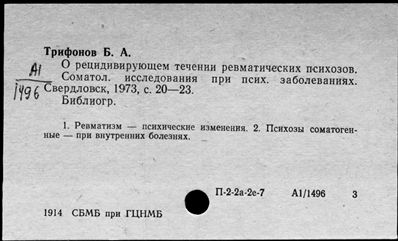 Трифонов Б. А.
О рецидивирующем течении ревматических психозов.
А1
Соматол. исследования при псих. заболеваниях.
1496
Свердловск, 1973, с. 20—23.
Библиогр.
1. Ревматизм — психические изменения. 2. Психозы соматоген-
ные — при внутренних болезнях.
П-2-2а-2е-7 А1/1496 3
1914 СБМБ при ГЦНМБ